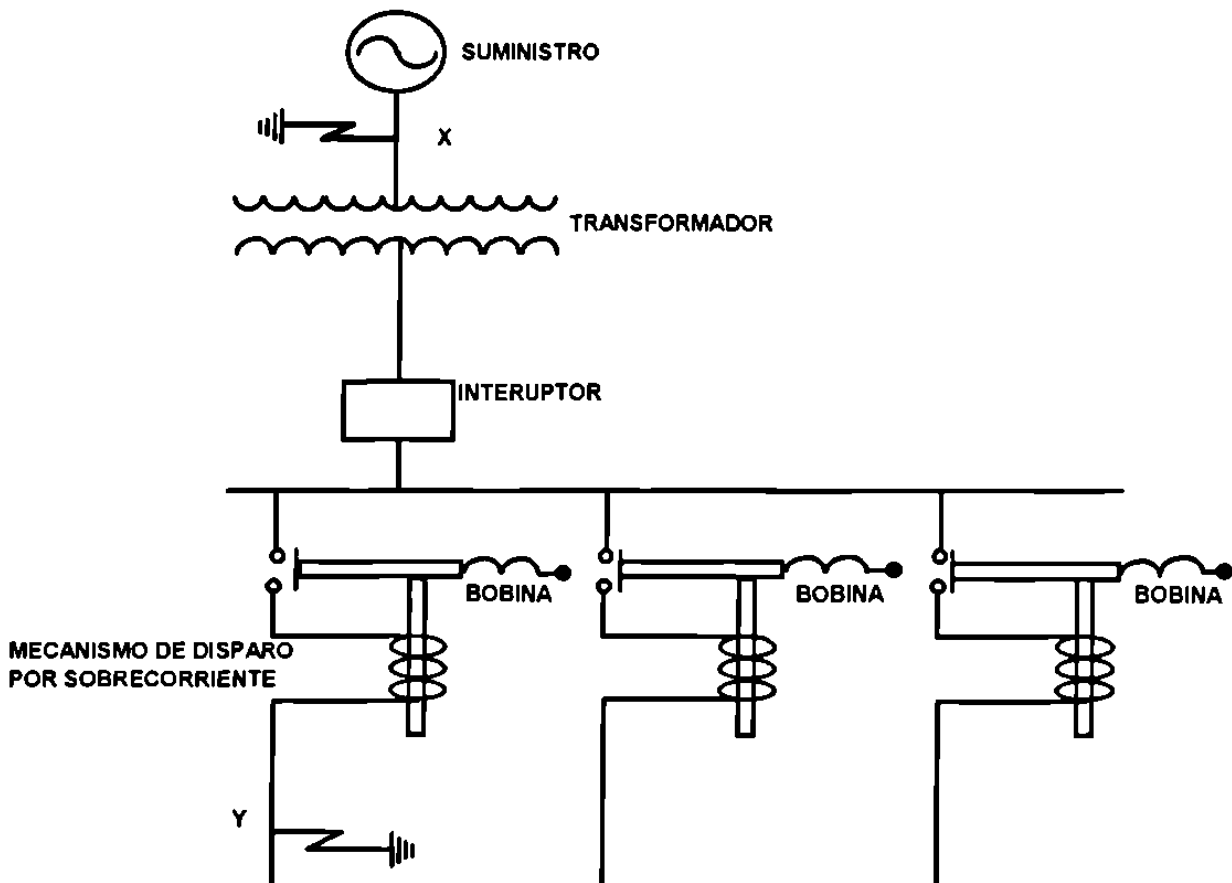 SUMINISTRO
X
TRANSFORMADOR
INTERUPTOR
BOBINA
BOBINA
BOBINA
MECANISMO DE DISPARO
POR SOBRECORRIENTE
Y